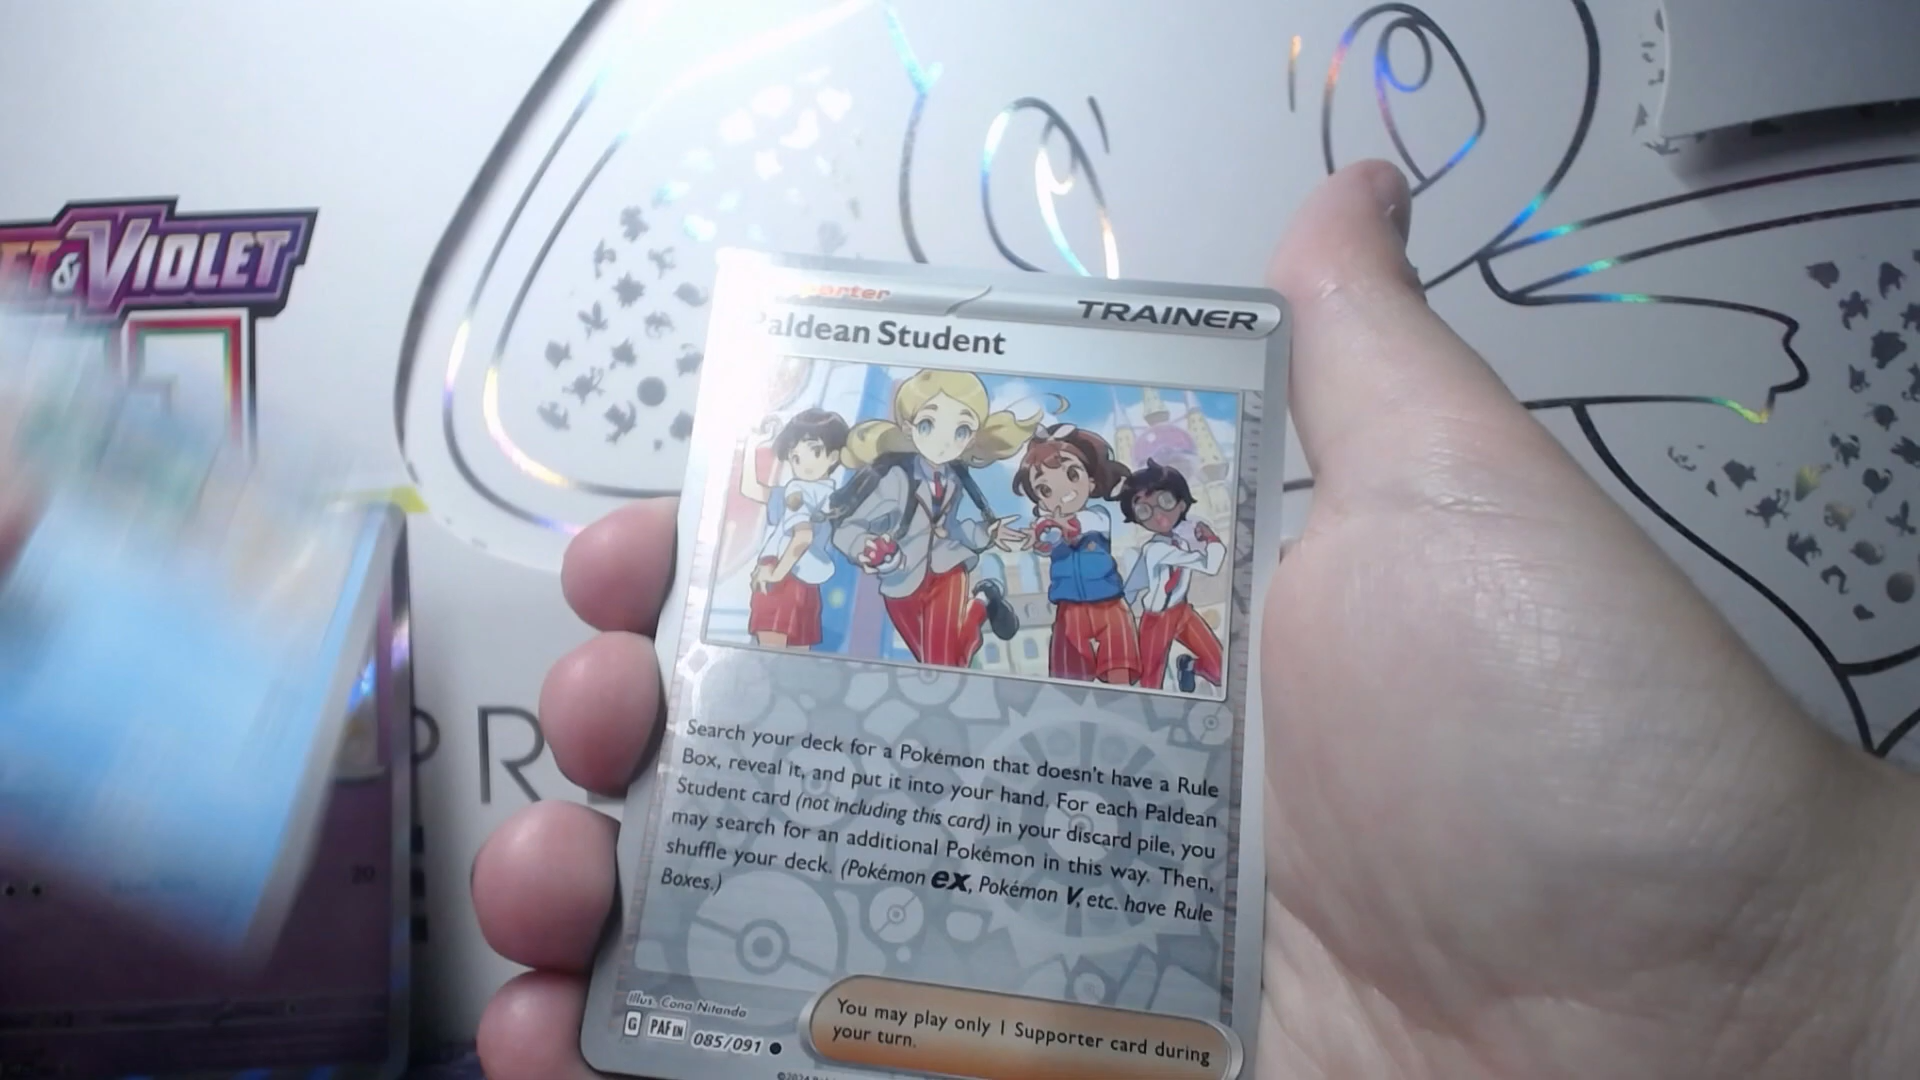 & VIOLET
TRAINER
Paldean Student
Search your deck for a Pokémon that doesn't have a Rule
Box, reveal it, and put it into your hand. For each Paldean
Student card (not including this card) in your discard pile, you
may search for an additional Pokémon in this way. Then,
shuffle your deck. (Pokémon ex, Pokémon V, etc. have Rule
Boxes.)
Illus. Cona Nitanda
G PAF EN 085/091
You may play only 1 Supporter card during
your turn.
20